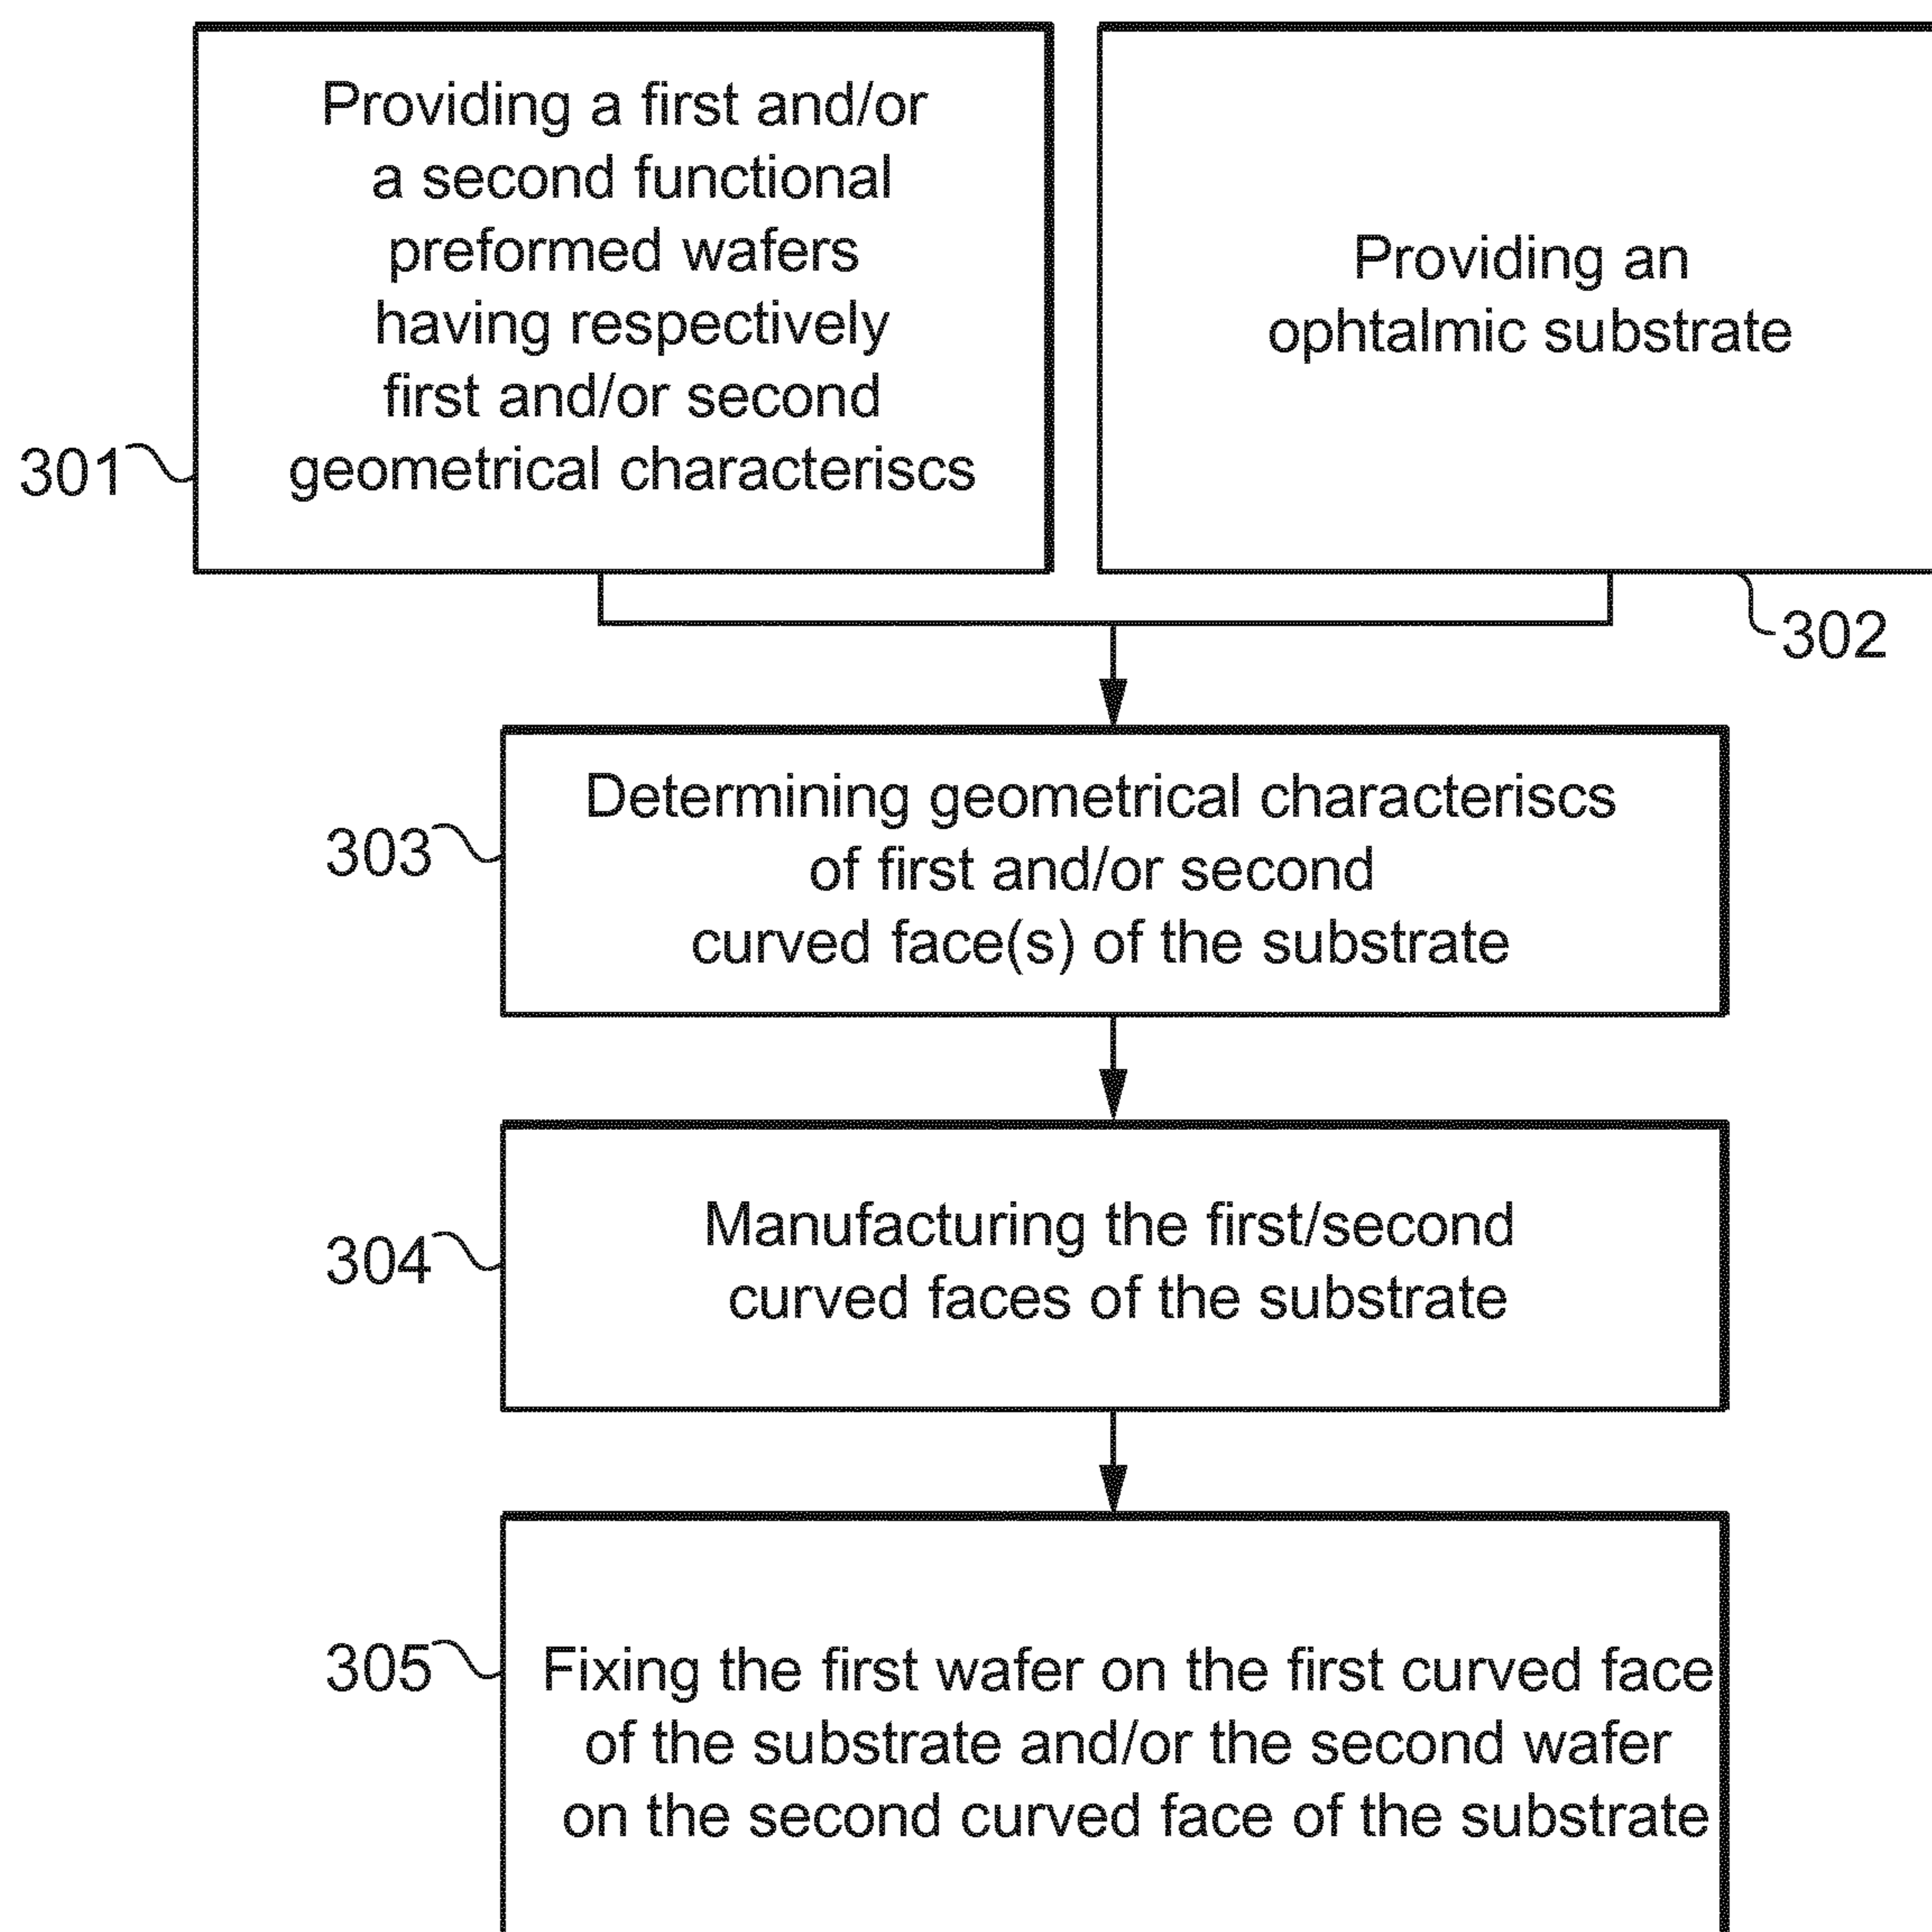 Providing a first and/or
a second functional
preformed wafers
having respectively
first and/or second
geometrical characteriscs
301
Providing an
ophtalmic substrate
302
Determining geometrical characteriscs
of first and/or second
curved face(s) of the substrate
303
Manufacturing the first/second
curved faces of the substrate
304
Fixing the first wafer on the first curved face
of the substrate and/or the second wafer
on the second curved face of the substrate
305